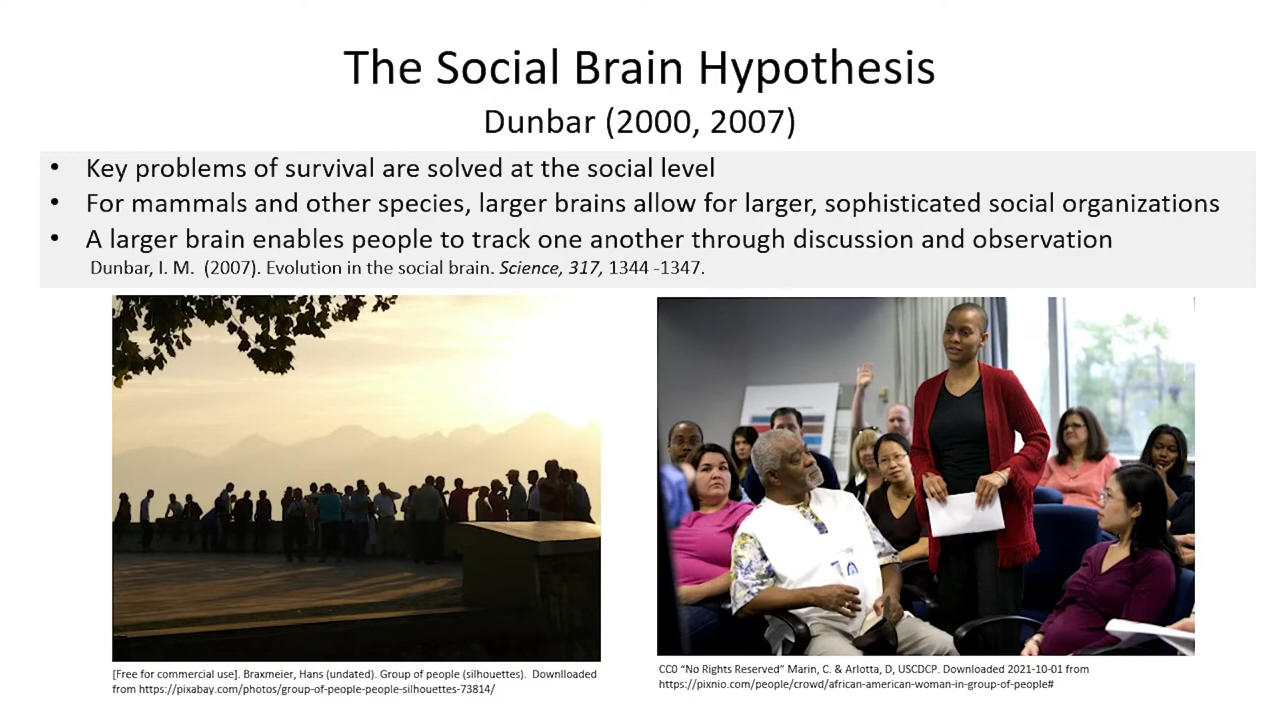 The Social Brain Hypothesis
Dunbar (2000, 2007)
• Key problems of survival are solved at the social level
• For mammals and other species, larger brains allow for larger, sophisticated social organizations
• A larger brain enables people to track one another through discussion and observation
Dunbar, I. M. (2007). Evolution in the social brain. Science, 317, 1344 -1347.
[Free for commercial use]. Braxmeier, Hans (undated). Group of people (silhouettes). Downlloaded
from https://pixabay.com/photos/group-of-people-people-silhouettes-73814/
CC0 “No Rights Reserved” Marin, C. & Arlotta, D, USCDCP. Downloaded 2021-10-01 from
https://pixnio.com/people/crowd/african-american-woman-in-group-of-people#